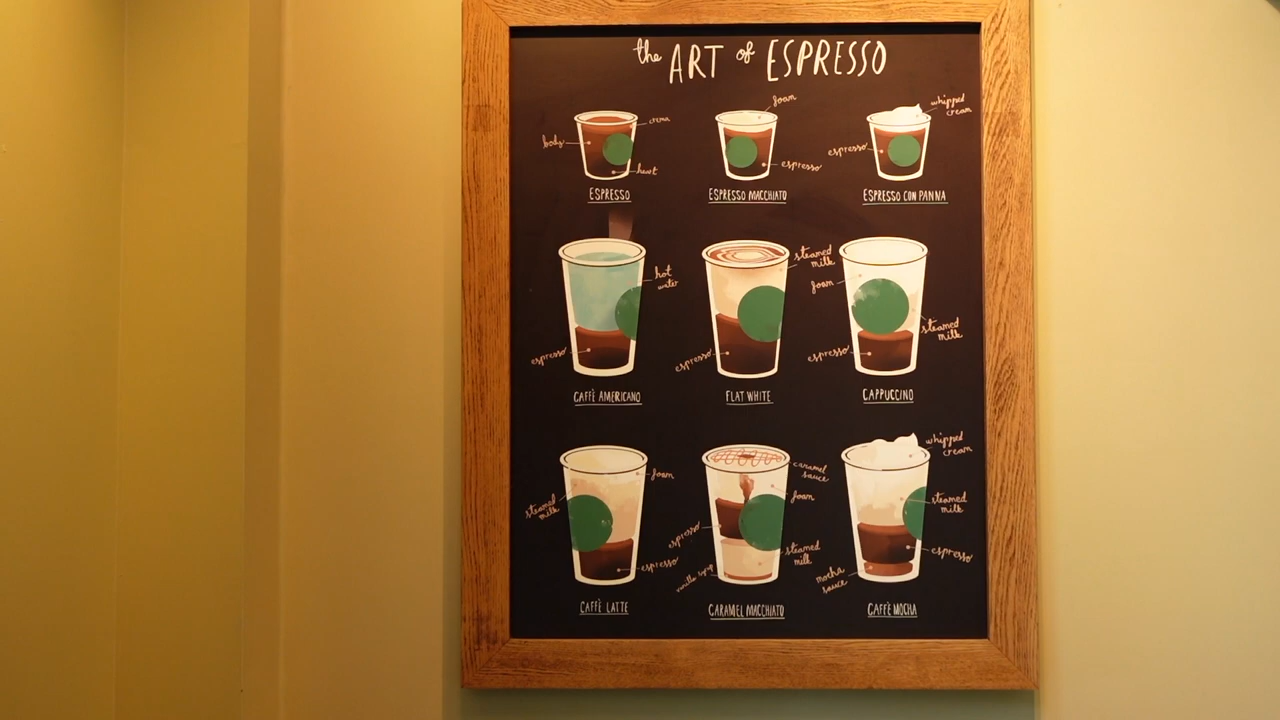 the ART of ESPRESSO
foam
whipped
cream
crema
body
espresso
espresso
heart
ESPRESSO
ESPRESSO MACCHIATO
ESPRESSO CON PANNA
steamed
milk
hot
water
foam
steamed
milk
espresso
espresso
espresso
CAFFÈ AMERICANO
FLAT WHITE
CAPPUCCINO
whipped
cream
foam
caramel
sauce
foam
steamed
milk
steamed
milk
espresso
espresso
steamed
milk
espresso
vanilla syrup
mocha
sauce
CAFFÈ LATTE
CARAMEL MACCHIATO
CAFFÈ MOCHA